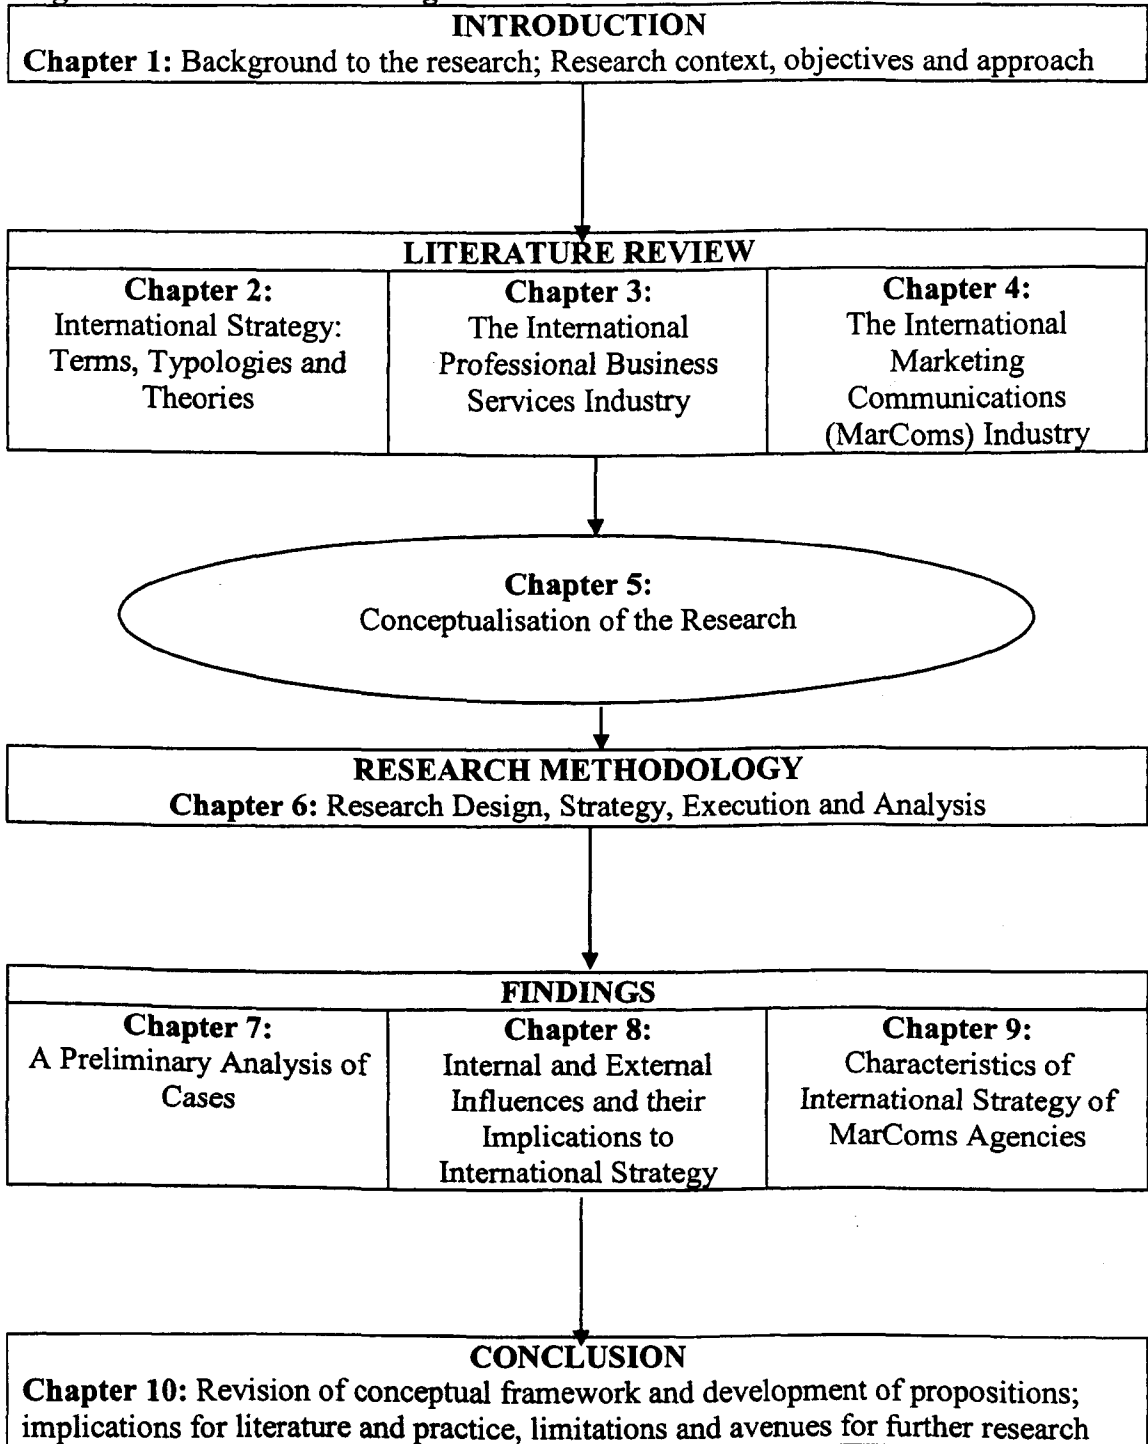 INTRODUCTION
Chapter 1: Background to the research; Research context, objectives and approach
LITERATURE REVIEW
Chapter 2:
International Strategy:
Terms, Typologies and
Theories
Chapter 3:
The International
Professional Business
Services Industry
Chapter 4:
The International
Marketing
Communications
(MarComs) Industry
Chapter 5:
Conceptualisation of the Research
RESEARCH METHODOLOGY
Chapter 6: Research Design, Strategy, Execution and Analysis
FINDINGS
Chapter 7:
A Preliminary Analysis of
Cases
Chapter 8:
Internal and External
Influences and their
Implications to
International Strategy
Chapter 9:
Characteristics of
International Strategy of
MarComs Agencies
CONCLUSION
Chapter 10: Revision of conceptual framework and development of propositions;
implications for literature and practice, limitations and avenues for further research